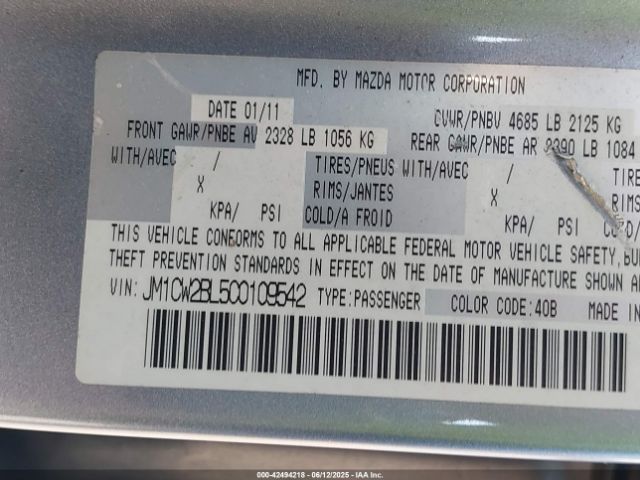 MFD. BY MAZDA MOTOR CORPORATION
DATE 01/11
GVWR/PNBV 4685 LB 2125 KG
FRONT GAWR/PNBE AV 2328 LB 1056 KG
REAR GAWR/PNBE AR 2390 LB 1084
WITH/AVEC / TIRES/PNEUS WITH/AVEC / TIRE
X RIMS/JANTES X RIMS
KPA/ PSI COLD/A FROID KPA/ PSI COLD/
THIS VEHICLE CONFORMS TO ALL APPLICABLE FEDERAL MOTOR VEHICLE SAFETY, BU
THEFT PREVENTION STANDARDS IN EFFECT ON THE DATE OF MANUFACTURE SHOWN A
VIN: JM1CW2BL5C0109542 TYPE:PASSENGER COLOR CODE:40B MADE IN
000-42494218 - 06/12/2025 - IAA Inc.